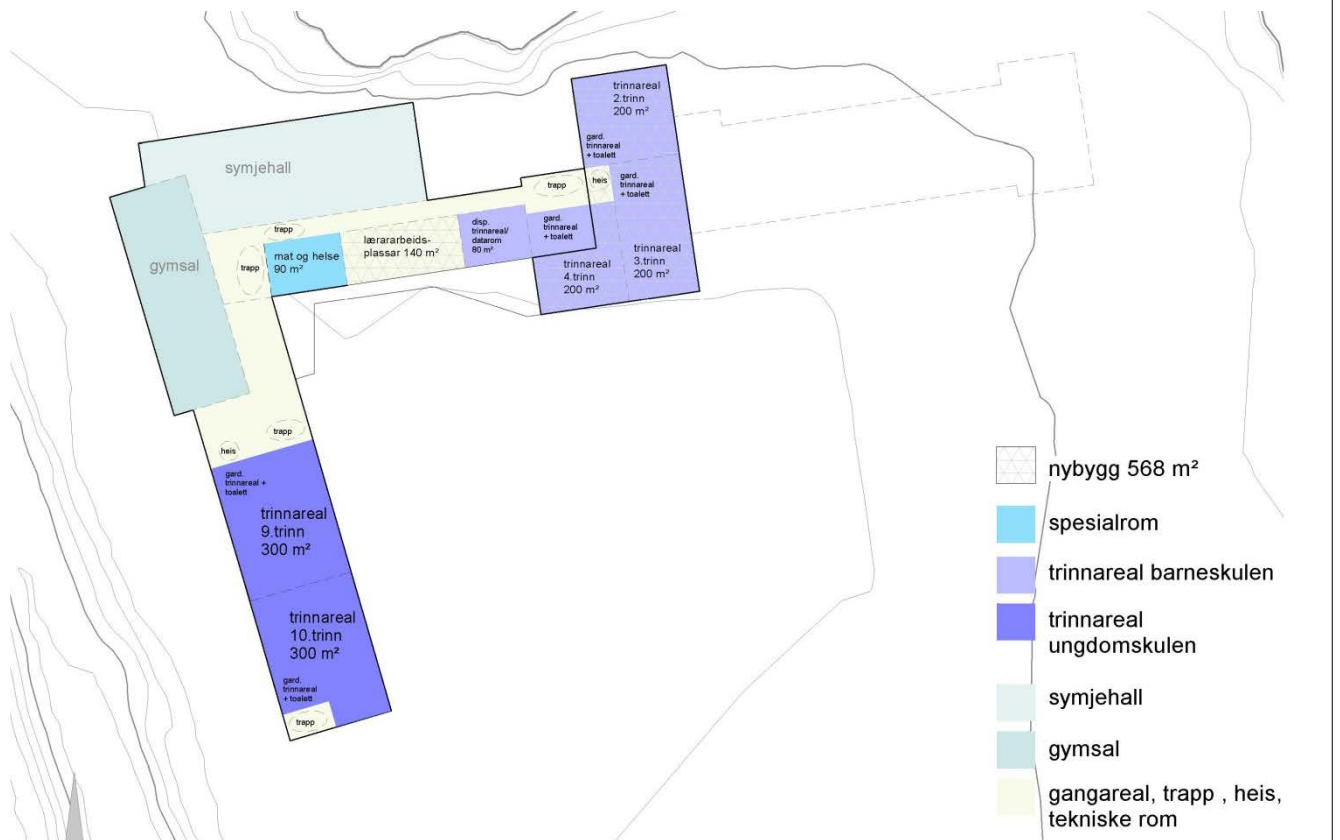 trinnareal
2.trinn
200 m²
gard.
trinnareal
+ toalett
symjehall
trapp
heis
gard.
trinnareal
+ toalett
trapp
mat og helse
90 m²
lærararbeids-
plassar 140 m²
disp.
trinnareal/
datarom
80 m²
gard.
trinnareal
+ toalett
trinnareal
3.trinn
200 m²
trinnareal
4.trinn
200 m²
gymsal
trapp
trapp
heis
gard.
trinnareal +
toalett
trinnareal
9.trinn
300 m²
trinnareal
10.trinn
300 m²
gard.
trinnareal
+ toalett
trapp
nybygg 568 m²
spesialrom
trinnareal barneskulen
trinnareal
ungdomskulen
symjehall
gymsal
gangareal, trapp , heis,
tekniske rom